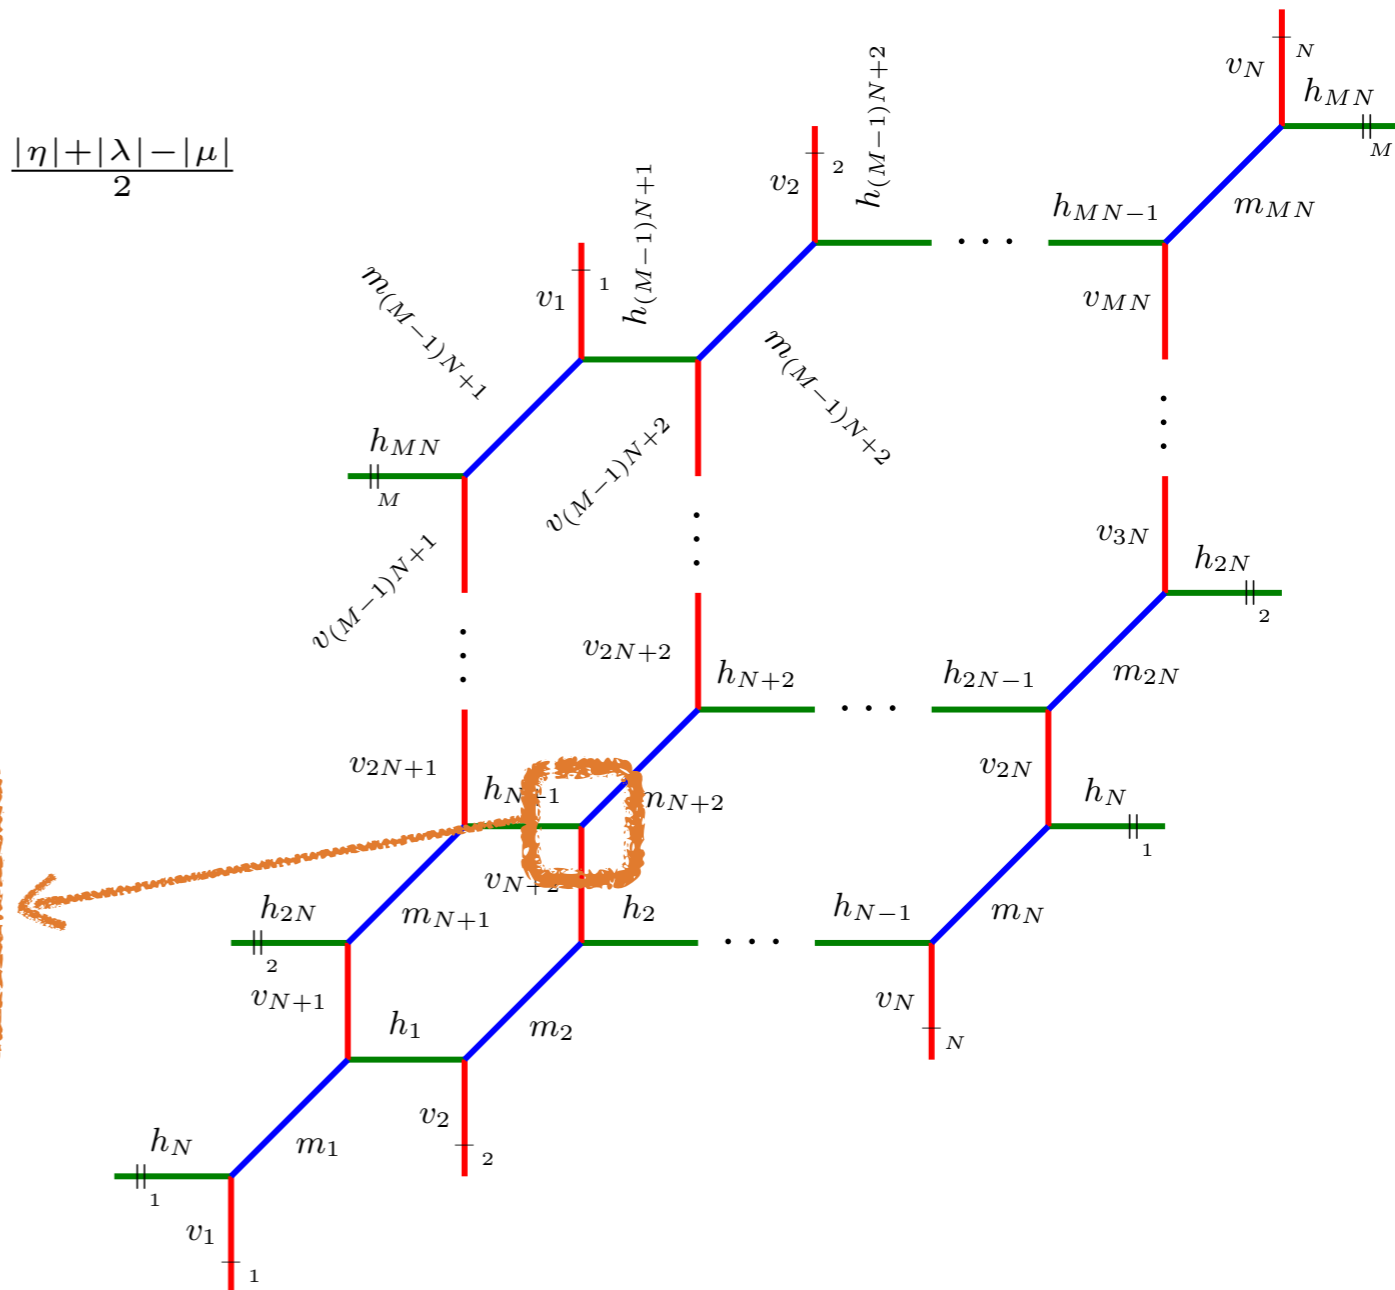 N
v_N
h_{MN}
M
h_{(M−1)N+2}
|η|+|λ|−|μ|
2
2
v_2
m_{MN}
h_{MN−1}
h_{(M−1)N+1}
· · ·
1
v_1
v_{MN}
m_{(M−1)N+1}
m_{(M−1)N+2}
h_{MN}
M
v_{(M−1)N+2}
v_{3N}
h_{2N}
2
v_{(M−1)N+1}
v_{2N+2}
h_{N+2}
· · ·
h_{2N−1}
m_{2N}
v_{2N+1}
v_{2N}
h_N
1
h_{N+1}
m_{N+2}
v_{N+2}
h_{2N}
2
m_{N+1}
h_2
· · ·
h_{N−1}
m_N
v_{N+1}
v_N
N
h_1
m_2
v_2
2
h_N
1
m_1
v_1
1